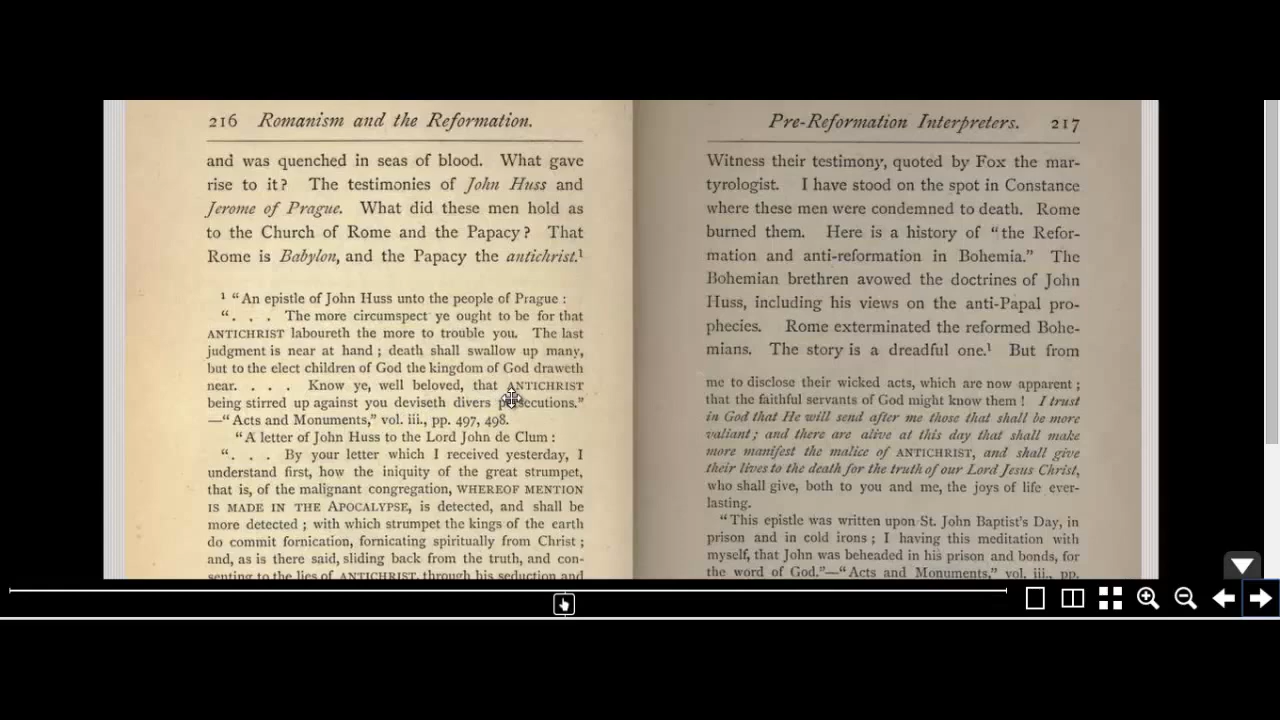 216 Romanism and the Reformation.
and was quenched in seas of blood. What gave
rise to it? The testimonies of John Huss and
Jerome of Prague. What did these men hold as
to the Church of Rome and the Papacy? That
Rome is Babylon, and the Papacy the antichrist.¹
¹ “An epistle of John Huss unto the people of Prague :
“. . . The more circumspect ye ought to be for that
ANTICHRIST laboureth the more to trouble you. The last
judgment is near at hand ; death shall swallow up many,
but to the elect children of God the kingdom of God draweth
near. . . . Know ye, well beloved, that ANTICHRIST
being stirred up against you deviseth divers persecutions.”
—“Acts and Monuments,” vol. iii., pp. 497, 498.
“A letter of John Huss to the Lord John de Clum :
“. . . By your letter which I received yesterday, I
understand first, how the iniquity of the great strumpet,
that is, of the malignant congregation, WHEREOF MENTION
IS MADE IN THE APOCALYPSE, is detected, and shall be
more detected ; with which strumpet the kings of the earth
do commit fornication, fornicating spiritually from Christ ;
and, as is there said, sliding back from the truth, and con-
senting to the lies of ANTICHRIST, through his seduction and
Pre-Reformation Interpreters. 217
Witness their testimony, quoted by Fox the mar-
tyrologist. I have stood on the spot in Constance
where these men were condemned to death. Rome
burned them. Here is a history of “the Refor-
mation and anti-reformation in Bohemia.” The
Bohemian brethren avowed the doctrines of John
Huss, including his views on the anti-Papal pro-
phecies. Rome exterminated the reformed Bohe-
mians. The story is a dreadful one.¹ But from
me to disclose their wicked acts, which are now apparent ;
that the faithful servants of God might know them ! I trust
in God that He will send after me those that shall be more
valiant ; and there are alive at this day that shall make
more manifest the malice of ANTICHRIST, and shall give
their lives to the death for the truth of our Lord Jesus Christ,
who shall give, both to you and me, the joys of life ever-
lasting.
“This epistle was written upon St. John Baptist’s Day, in
prison and in cold irons ; I having this meditation with
myself, that John was beheaded in his prison and bonds, for
the word of God.”—“Acts and Monuments,” vol. iii., pp.